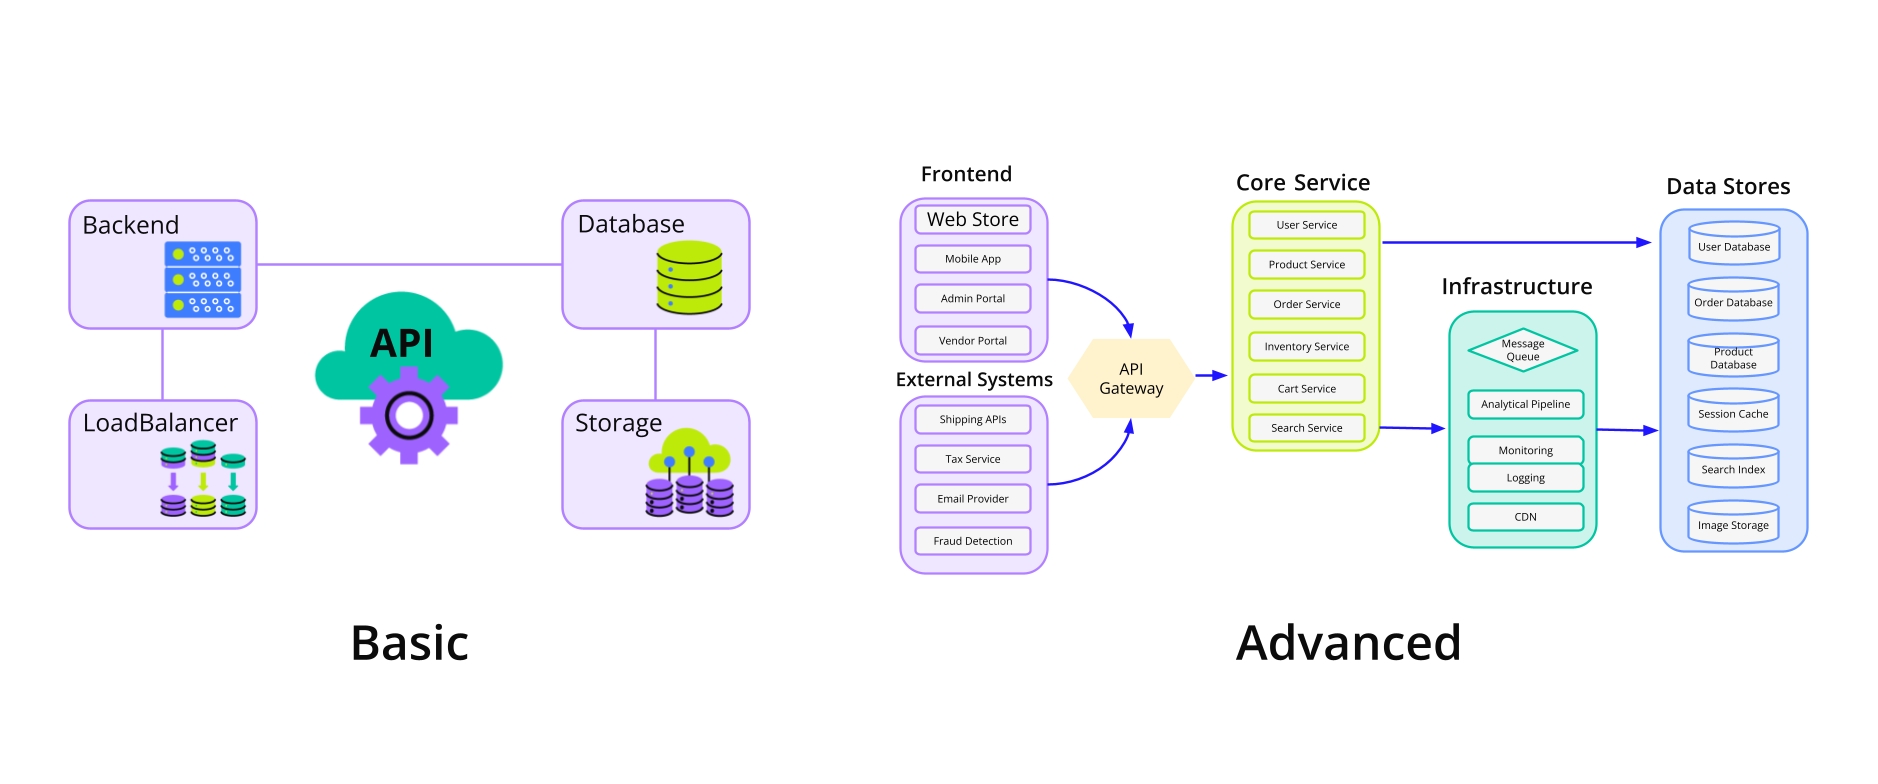 Backend
Database
API
LoadBalancer
Storage
Basic
Frontend
Web Store
Mobile App
Admin Portal
Vendor Portal
External Systems
Shipping APIs
Tax Service
Email Provider
Fraud Detection
API
Gateway
Core Service
User Service
Product Service
Order Service
Inventory Service
Cart Service
Search Service
Infrastructure
Message
Queue
Analytical Pipeline
Monitoring
Logging
CDN
Data Stores
User Database
Order Database
Product
Database
Session Cache
Search Index
Image Storage
Advanced